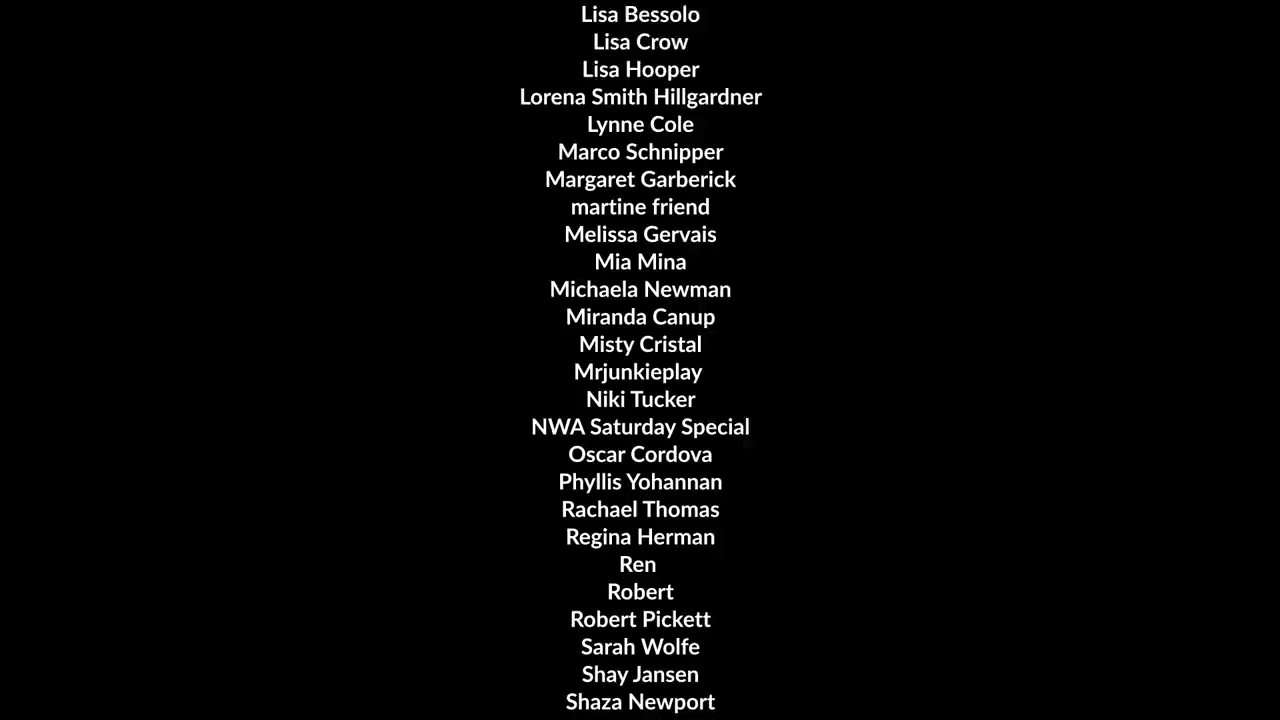 Lisa Bessolo
Lisa Crow
Lisa Hooper
Lorena Smith Hillgardner
Lynne Cole
Marco Schnipper
Margaret Garberick
martine friend
Melissa Gervais
Mia Mina
Michaela Newman
Miranda Canup
Misty Cristal
Mrjunkieplay
Niki Tucker
NWA Saturday Special
Oscar Cordova
Phyllis Yohannan
Rachael Thomas
Regina Herman
Ren
Robert
Robert Pickett
Sarah Wolfe
Shay Jansen
Shaza Newport